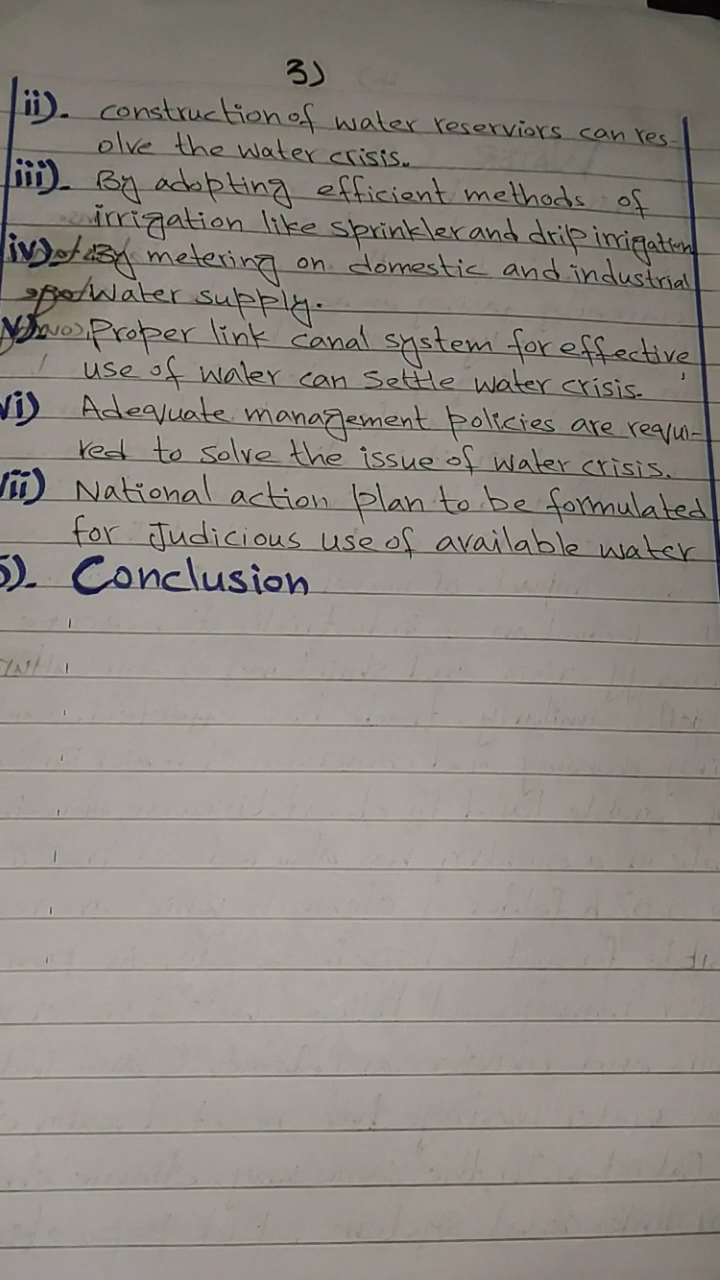 3)
ii). construction of water reserviors can res-
olve the water crisis.
iii). By adopting efficient methods of
irrigation like sprinkler and drip irrigation
iv) By metering on domestic and industrial
water supply.
v) Proper link canal system for effective
use of water can settle water crisis.
vi) Adequate management policies are requi-
red to solve the issue of water crisis.
vii) National action plan to be formulated
for Judicious use of available water
5). Conclusion